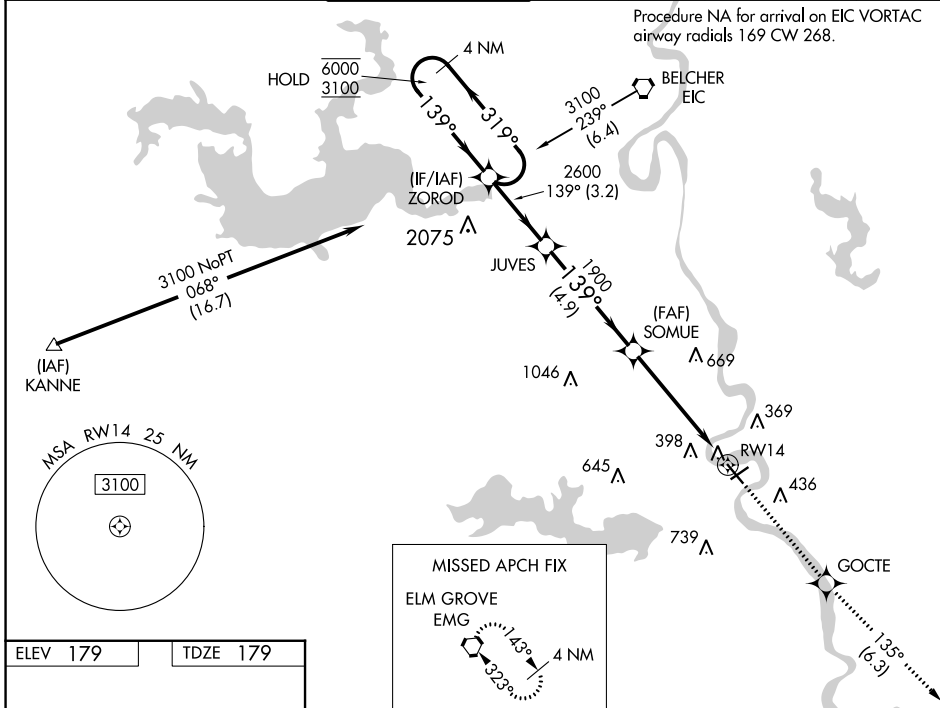 Procedure NA for arrival on EIC VORTAC
airway radials 169 CW 268.
4 NM
HOLD
6000
3100
139°
319°
BELCHER
EIC
3100
239°
(6.4)
(IF/IAF)
ZOROD
2600
139° (3.2)
2075
JUVES
3100 NoPT
068°
(16.7)
1900
139°
(4.9)
(FAF)
SOMUE
(IAF)
KANNE
669
1046
369
398
RW14
645
436
739
MSA RW14 25 NM
3100
GOCTE
135°
(6.3)
MISSED APCH FIX
ELM GROVE
EMG
143°
4 NM
323°
ELEV 179
TDZE 179